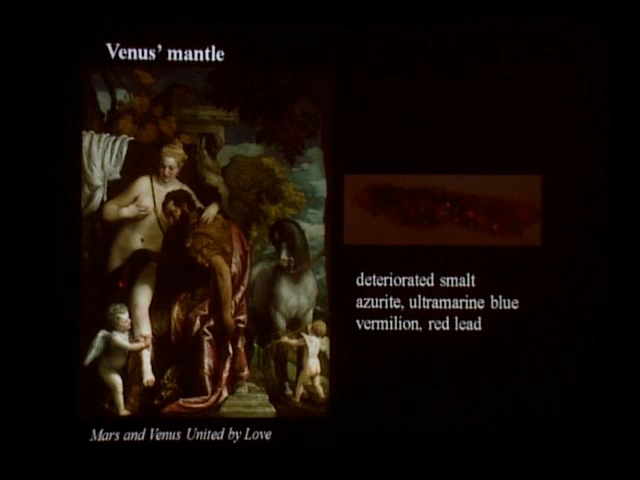 Venus’ mantle
deteriorated smalt
azurite, ultramarine blue
vermilion, red lead
Mars and Venus United by Love